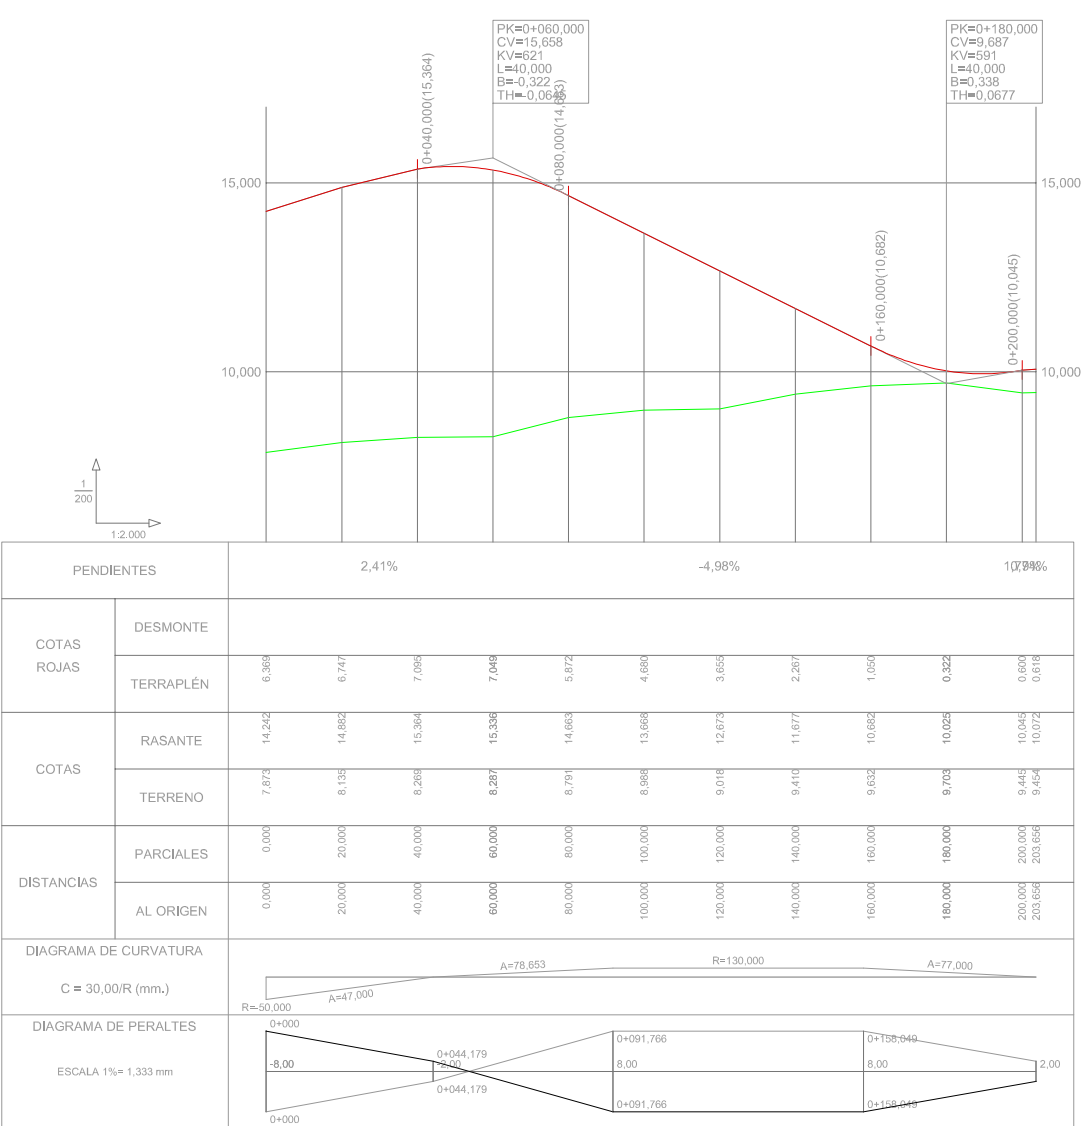 PK=0+060,000
CV=15,658
KV=621
L=40,000
B=-0,322
PK=0+180,000
CV=9,687
KV=591
L=40,000
B=0,338
TH=0,0677
0+040,000(15,364)
0+160,000(10,682)
0+200,000(10,045)
15,000
15,000
10,000
10,000
1
200
1:2.000
PENDIENTES
2,41%
-4,98%
COTAS
ROJAS
DESMONTE
TERRAPLÉN
6,369 6,747 7,095 7,049 5,872 4,680 3,655 2,267 1,050 0,322 0,600 0,618
COTAS
RASANTE
14,242 14,882 15,364 15,336 14,663 13,668 12,673 11,677 10,682 10,025 10,045 10,072
TERRENO
7,873 8,135 8,269 8,287 8,791 8,988 9,018 9,410 9,632 9,703 9,445 9,454
DISTANCIAS
PARCIALES
0,000 20,000 40,000 60,000 80,000 100,000 120,000 140,000 160,000 180,000 200,000 203,656
AL ORIGEN
0,000 20,000 40,000 60,000 80,000 100,000 120,000 140,000 160,000 180,000 200,000 203,656
DIAGRAMA DE CURVATURA
C = 30,00/R (mm.)
R=-50,000
A=47,000
A=78,653
R=130,000
A=77,000
DIAGRAMA DE PERALTES
ESCALA 1%= 1,333 mm
0+000
0+044,179
0+091,766
0+158,049
-8,00
-2,00
8,00
8,00
2,00
0+044,179
0+091,766
0+158,049
0+000